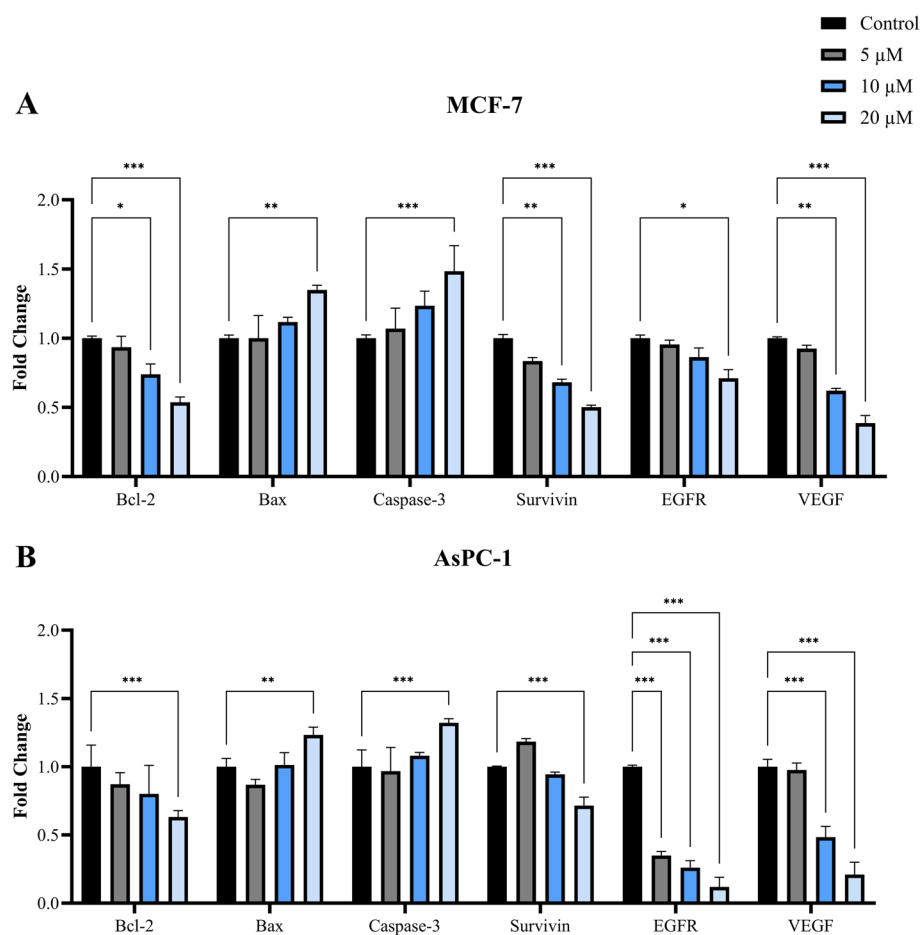 Control
5 µM
10 µM
20 µM
A
MCF-7
*** 
* 
** 
*** 
*** 
** 
* 
*** 
**
Fold Change
2.0
1.5
1.0
0.5
0.0
Bcl-2 Bax Caspase-3 Survivin EGFR VEGF
B
AsPC-1
***
***
***
***
**
***
***
***
***
Fold Change
2.0
1.5
1.0
0.5
0.0
Bcl-2 Bax Caspase-3 Survivin EGFR VEGF